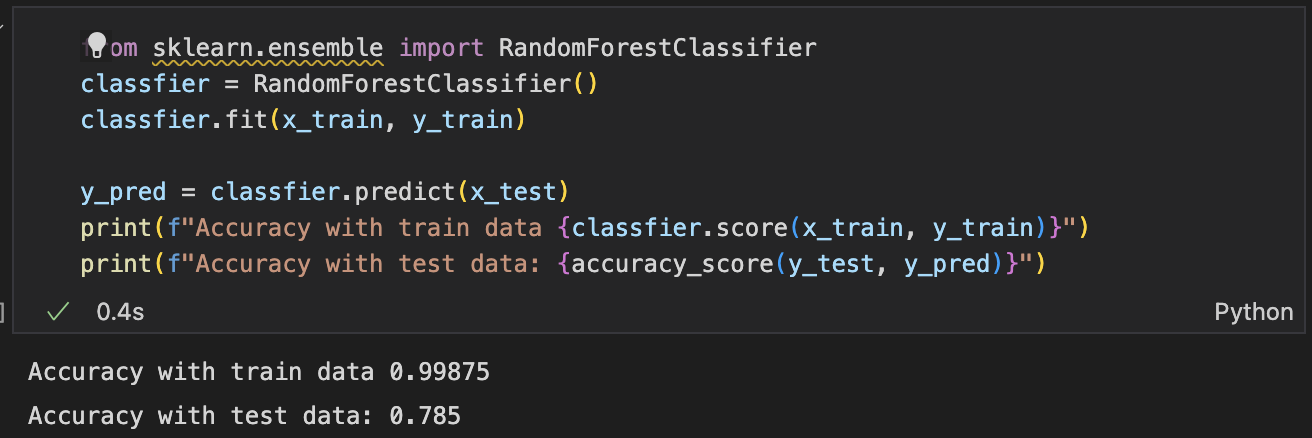 from sklearn.ensemble import RandomForestClassifier
classfier = RandomForestClassifier()
classfier.fit(x_train, y_train)
y_pred = classfier.predict(x_test)
print(f"Accuracy with train data {classfier.score(x_train, y_train)}")
print(f"Accuracy with test data: {accuracy_score(y_test, y_pred)}")
] 0.4s Python
Accuracy with train data 0.99875
Accuracy with test data: 0.785